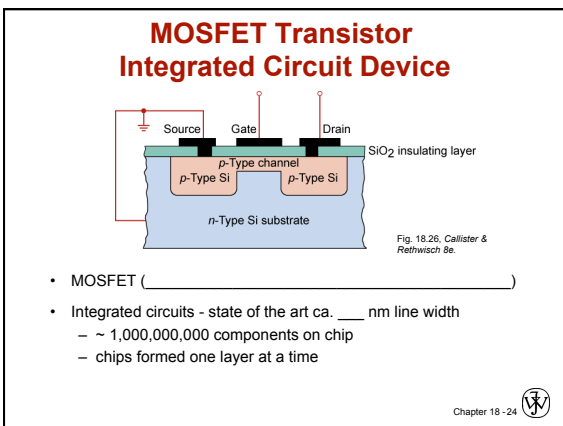 MOSFET Transistor
Integrated Circuit Device
Source Gate Drain
SiO2 insulating layer
p-Type channel
p-Type Si p-Type Si
n-Type Si substrate
Fig. 18.26, Callister &
Rethwisch 8e.
• MOSFET (__________________________________________)
• Integrated circuits - state of the art ca. ___ nm line width
– ~ 1,000,000,000 components on chip
– chips formed one layer at a time
Chapter 18 - 24